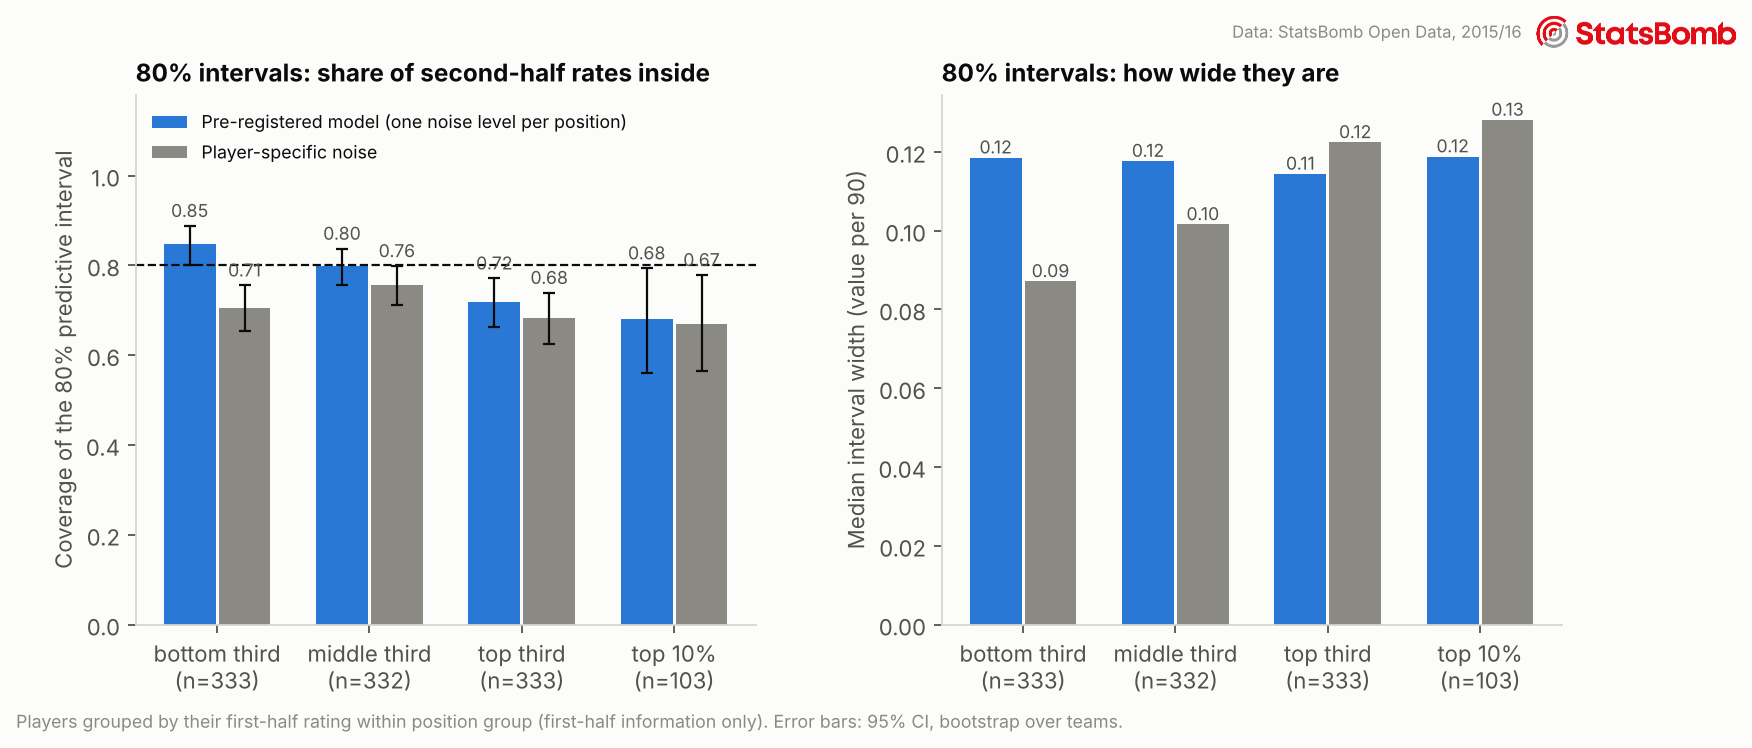 Data: StatsBomb Open Data, 2015/16
StatsBomb
80% intervals: share of second-half rates inside
Pre-registered model (one noise level per position)
Player-specific noise
Coverage of the 80% predictive interval
1.0
0.8
0.6
0.4
0.2
0.0
0.85
0.71
0.80
0.76
0.72
0.68
0.68
0.67
bottom third
(n=333)
middle third
(n=332)
top third
(n=333)
top 10%
(n=103)
80% intervals: how wide they are
Median interval width (value per 90)
0.12
0.10
0.08
0.06
0.04
0.02
0.00
0.12
0.09
0.12
0.10
0.11
0.12
0.12
0.13
bottom third
(n=333)
middle third
(n=332)
top third
(n=333)
top 10%
(n=103)
Players grouped by their first-half rating within position group (first-half information only). Error bars: 95% CI, bootstrap over teams.